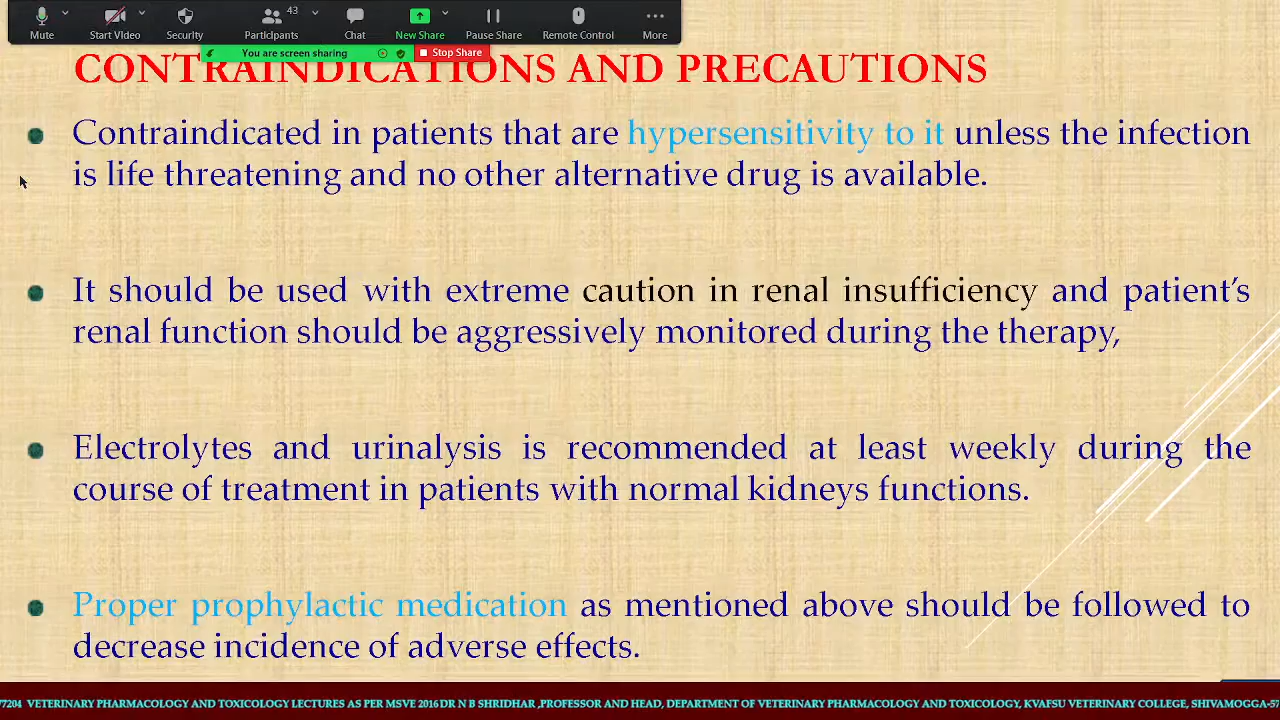 Mute
Start Video
Security
Participants
43
Chat
New Share
Pause Share
Remote Control
More
You are screen sharing
Stop Share
CONTRAINDICATIONS AND PRECAUTIONS
Contraindicated in patients that are hypersensitivity to it unless the infection
is life threatening and no other alternative drug is available.
It should be used with extreme caution in renal insufficiency and patient’s
renal function should be aggressively monitored during the therapy,
Electrolytes and urinalysis is recommended at least weekly during the
course of treatment in patients with normal kidneys functions.
Proper prophylactic medication as mentioned above should be followed to
decrease incidence of adverse effects.
77204 VETERINARY PHARMACOLOGY AND TOXICOLOGY LECTURES AS PER MSVE 2016 DR N B SHRIDHAR ,PROFESSOR AND HEAD, DEPARTMENT OF VETERINARY PHARMACOLOGY AND TOXICOLOGY, KVAFSU VETERINARY COLLEGE, SHIVAMOGGA-57